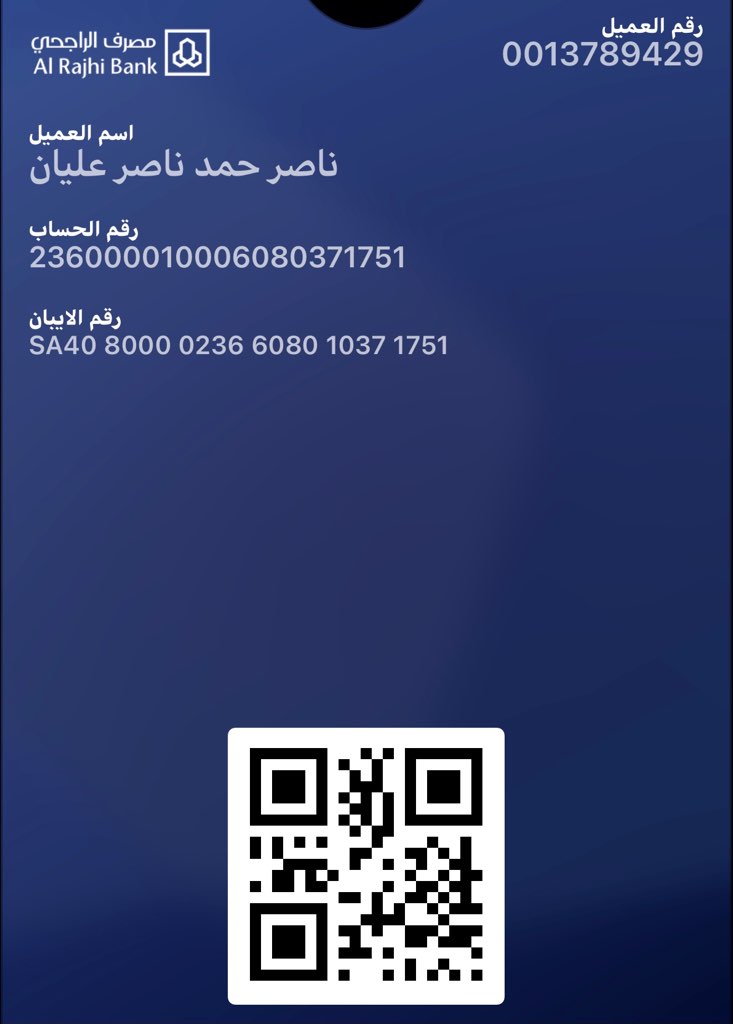 مصرف الراجحي
Al Rajhi Bank
رقم العميل
0013789429
اسم العميل
ناصر حمد ناصر عليان
رقم الحساب
236000010006080371751
رقم الايبان
SA40 8000 0236 6080 1037 1751